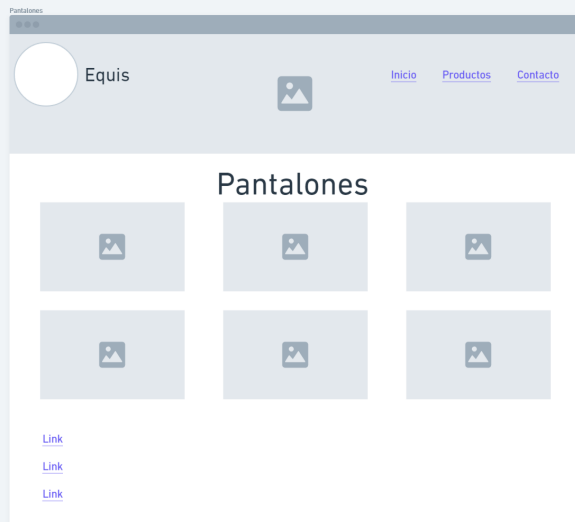 Pantalones
Equis
Inicio Productos Contacto
Pantalones
Link
Link
Link